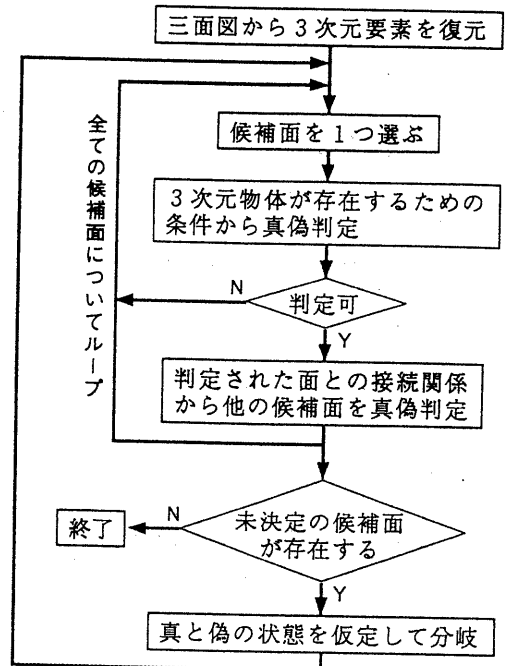 三面図から３次元要素を復元
候補面を１つ選ぶ
３次元物体が存在するための
条件から真偽判定
N
判定可
Y
判定された面との接続関係
から他の候補面を真偽判定
全ての候補面についてループ
N
終了
未決定の候補面
が存在する
Y
真と偽の状態を仮定して分岐